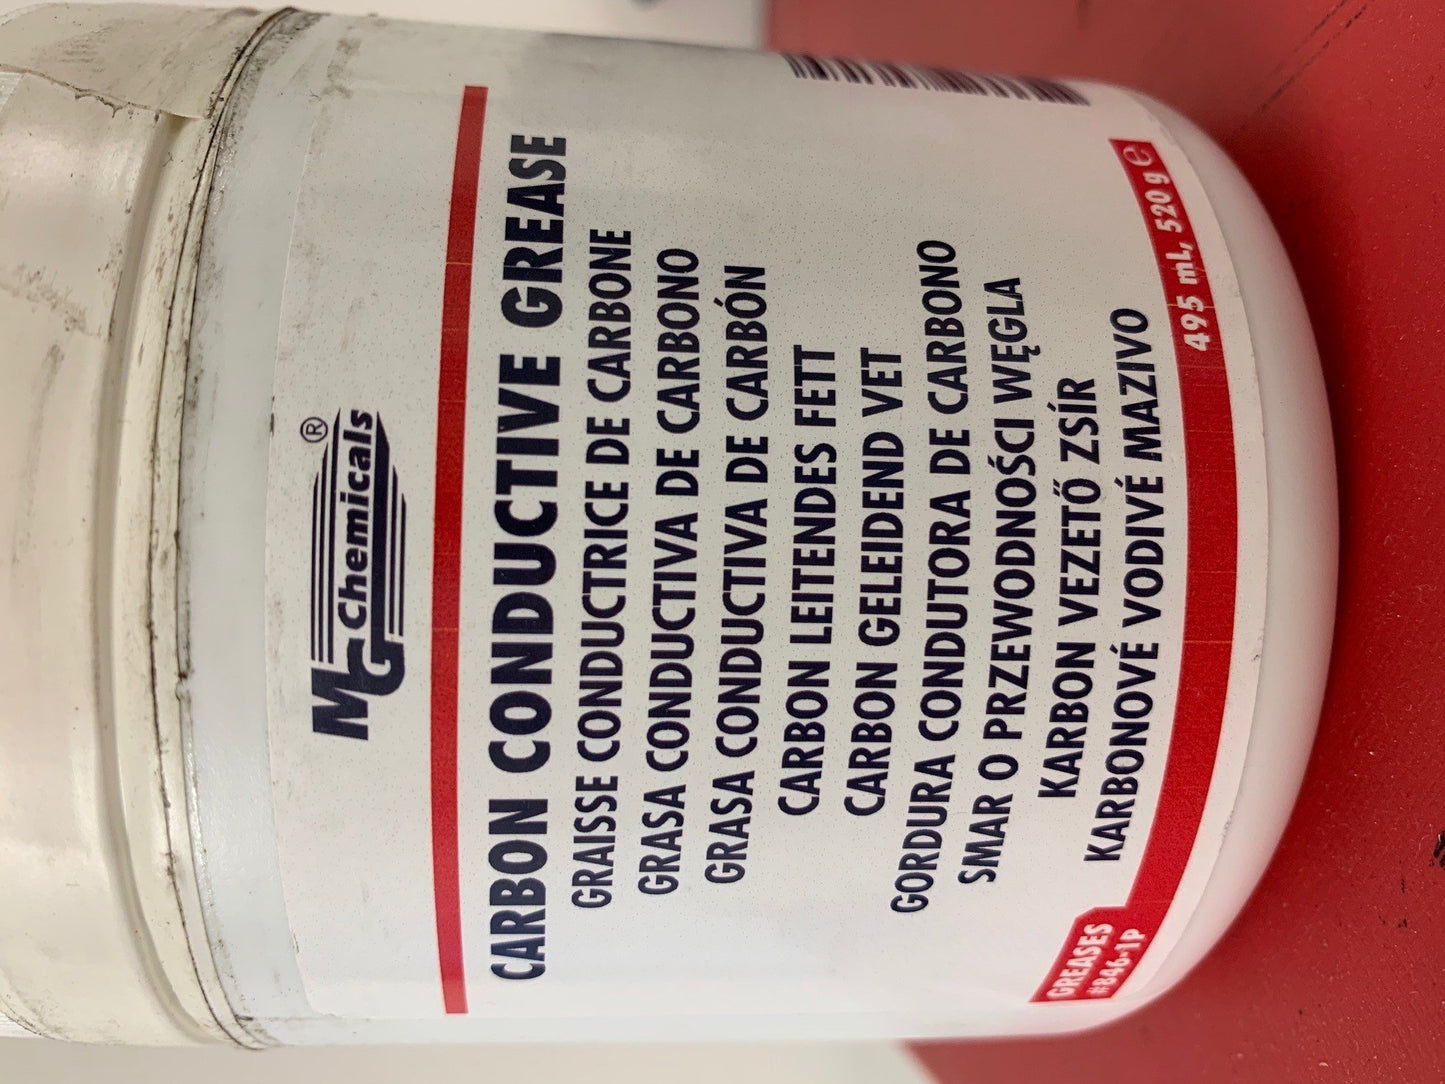 MG Chemicals®
CARBON CONDUCTIVE GREASE
GRAISSE CONDUCTRICE DE CARBONE
GRASA CONDUCTIVA DE CARBONO
GRASA CONDUCTIVA DE CARBÓN
CARBON LEITENDES FETT
CARBON GELEIDEND VET
GORDURA CONDUTORA DE CARBONO
SMAR O PRZEWODNOŚCI WĘGLA
KARBON VEZETŐ ZSÍR
KARBONOVÉ VODIVÉ MAZIVO
GREASES
#846-1P
495 mL, 520 g ℮